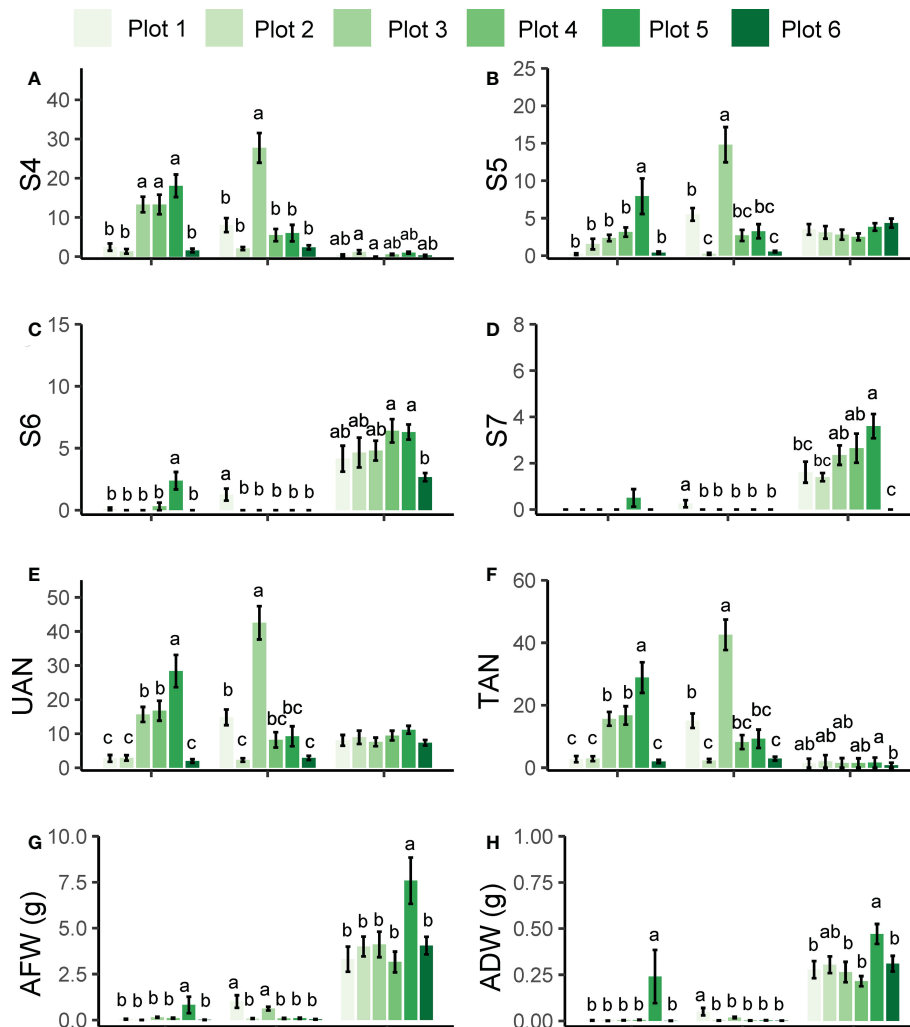 Plot 1 Plot 2 Plot 3 Plot 4 Plot 5 Plot 6
A
S4
40
30
20
10
0
b b a a a b
b b a b b b
ab a a ab ab ab
B
S5
25
20
15
10
5
0
b b b b a b
b c a bc bc c
C
S6
15
10
5
0
b b b b a b
a b b b b b
ab ab ab a a b
D
S7
8
6
4
2
0
a b b b b b
bc bc ab ab a c
E
UAN
50
40
30
20
10
0
c c b b a c
b c a bc bc c
F
TAN
60
40
20
0
c c b b a c
b c a bc bc c
ab ab ab ab a b
G
AFW (g)
10.0
7.5
5.0
2.5
0.0
b b b b a b
a b a b b b
b b b b a b
H
ADW (g)
1.00
0.75
0.50
0.25
0.00
b b b b a b
a b b b b b
b ab b b a b